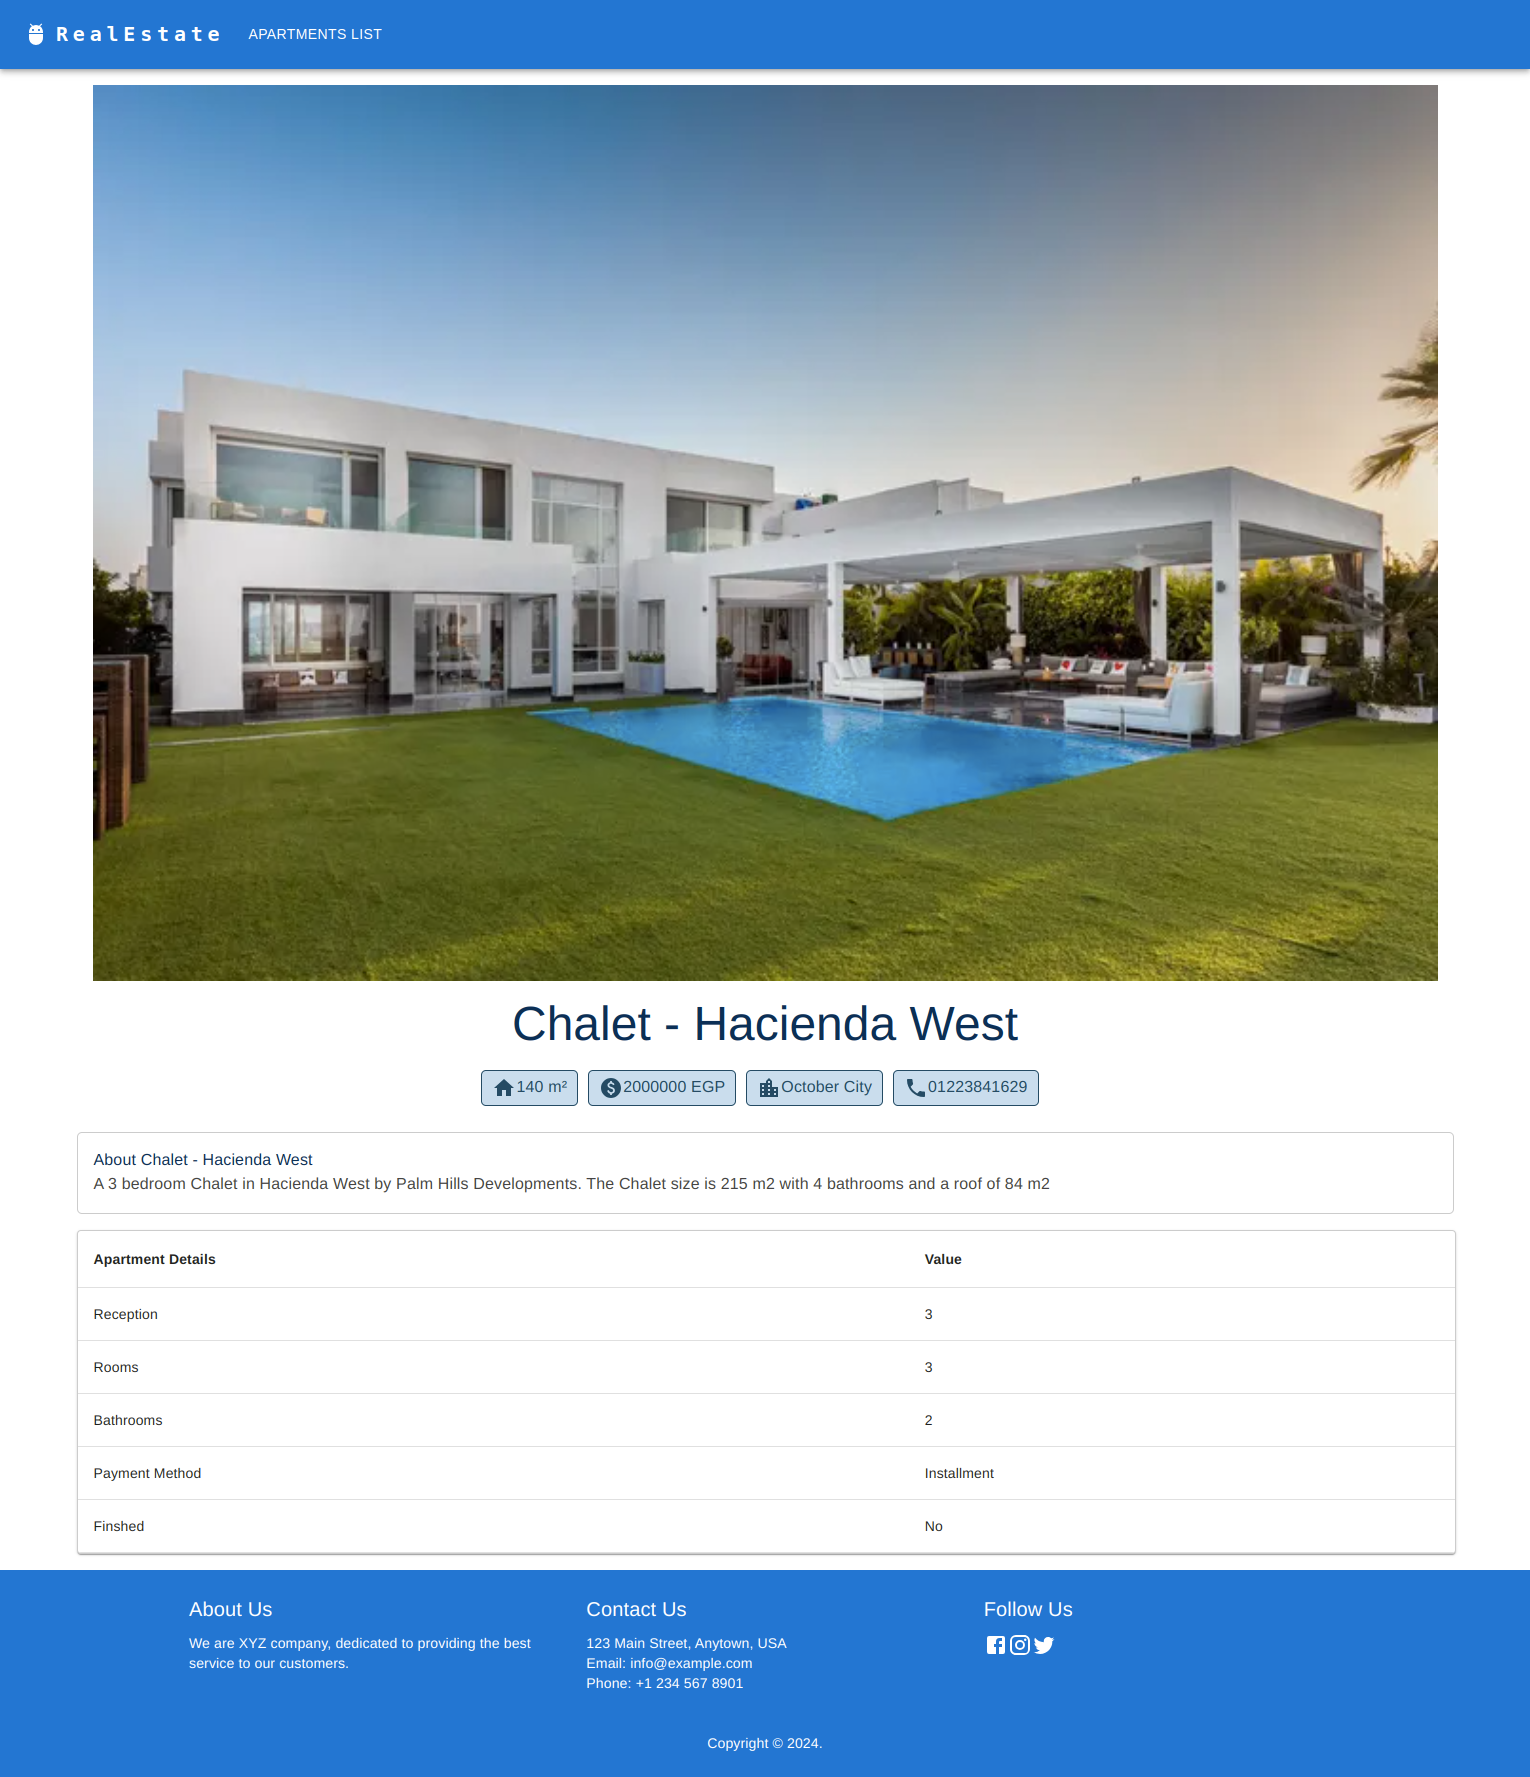 RealEstate APARTMENTS LIST
Chalet - Hacienda West
140 m² 2000000 EGP October City 01223841629
About Chalet - Hacienda West
A 3 bedroom Chalet in Hacienda West by Palm Hills Developments. The Chalet size is 215 m2 with 4 bathrooms and a roof of 84 m2
Apartment Details Value
Reception 3
Rooms 3
Bathrooms 2
Payment Method Installment
Finshed No
About Us
We are XYZ company, dedicated to providing the best
service to our customers.
Contact Us
123 Main Street, Anytown, USA
Email: info@example.com
Phone: +1 234 567 8901
Follow Us
Copyright © 2024.